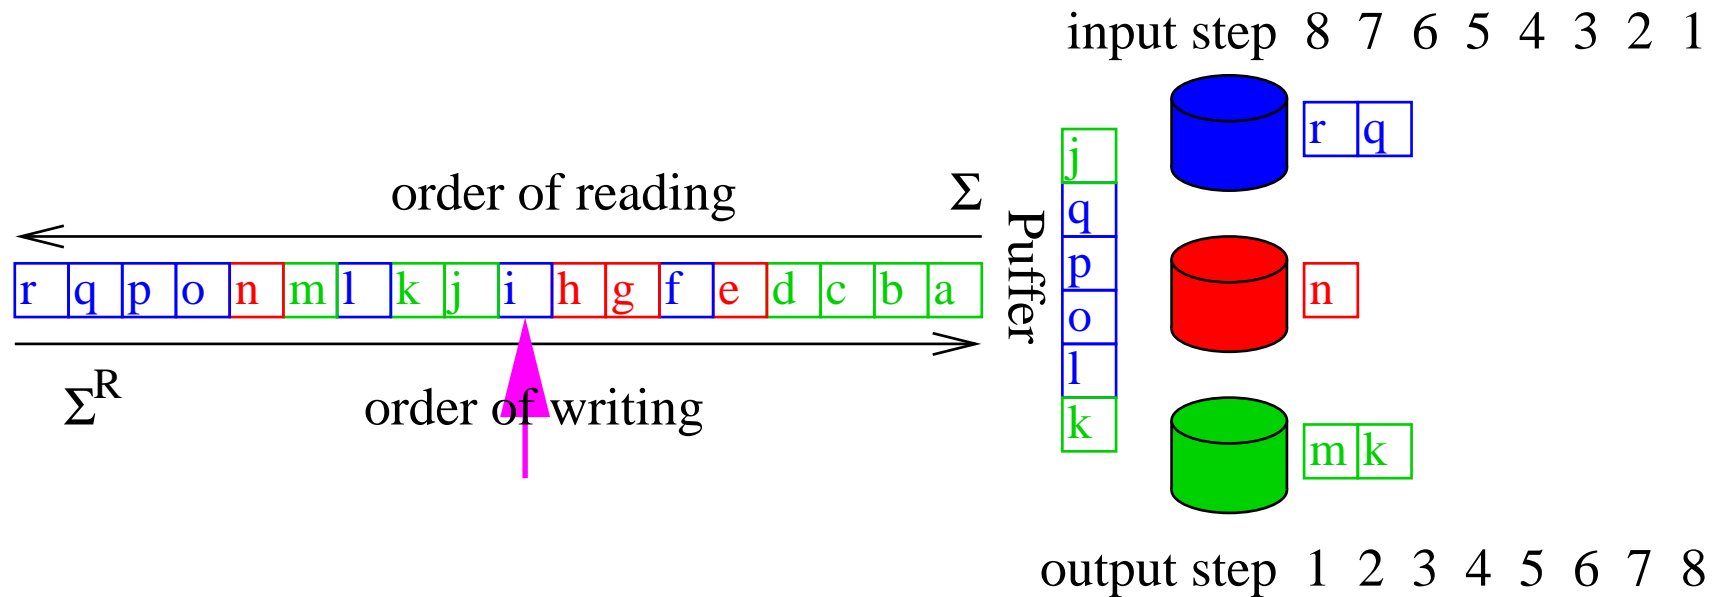 input step 8 7 6 5 4 3 2 1
order of reading Σ
r q p o n m l k j i h g f e d c b a
Σ^R order of writing
Puffer
j
q
p
o
l
k
r q
n
m k
output step 1 2 3 4 5 6 7 8